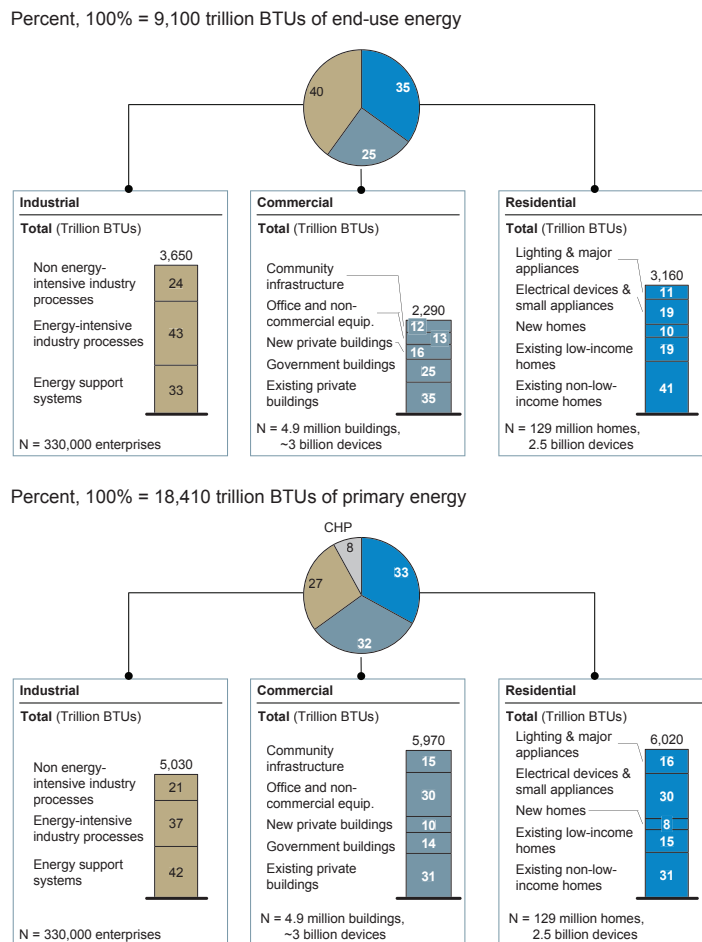 Percent, 100% = 9,100 trillion BTUs of end-use energy
40
35
25
Industrial
Total (Trillion BTUs)
3,650
Non energy-
intensive industry
processes
24
Energy-intensive
industry processes
43
Energy support
systems
33
N = 330,000 enterprises
Commercial
Total (Trillion BTUs)
2,290
Community
infrastructure
12
Office and non-
commercial equip.
13
New private buildings
16
Government buildings
25
Existing private
buildings
35
N = 4.9 million buildings,
~3 billion devices
Residential
Total (Trillion BTUs)
3,160
Lighting & major
appliances
11
Electrical devices &
small appliances
19
New homes
10
Existing low-income
homes
19
Existing non-low-
income homes
41
N = 129 million homes,
2.5 billion devices
Percent, 100% = 18,410 trillion BTUs of primary energy
CHP
8
27
33
32
Industrial
Total (Trillion BTUs)
5,030
Non energy-
intensive industry
processes
21
Energy-intensive
industry processes
37
Energy support
systems
42
N = 330,000 enterprises
Commercial
Total (Trillion BTUs)
5,970
Community
infrastructure
15
Office and non-
commercial equip.
30
New private buildings
10
Government buildings
14
Existing private
buildings
31
N = 4.9 million buildings,
~3 billion devices
Residential
Total (Trillion BTUs)
6,020
Lighting & major
appliances
16
Electrical devices &
small appliances
30
New homes
8
Existing low-income
homes
15
Existing non-low-
income homes
31
N = 129 million homes,
2.5 billion devices